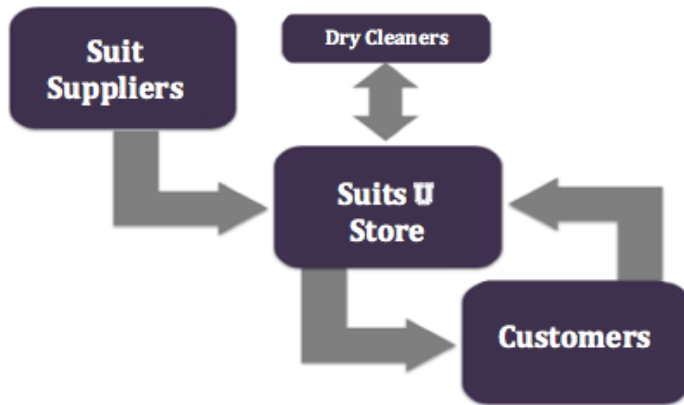 Suit
Suppliers
Dry Cleaners
Suits U
Store
Customers